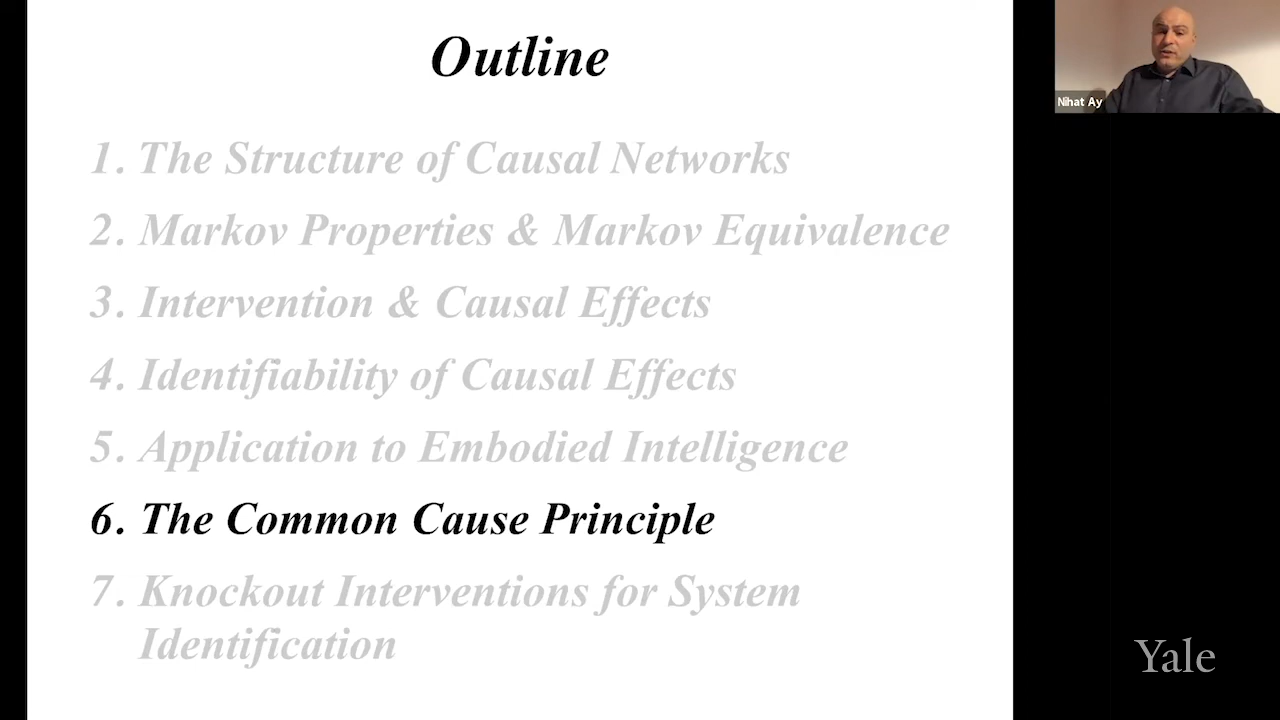 Outline
1. The Structure of Causal Networks
2. Markov Properties & Markov Equivalence
3. Intervention & Causal Effects
4. Identifiability of Causal Effects
5. Application to Embodied Intelligence
6. The Common Cause Principle
7. Knockout Interventions for System
Identification
Nihat Ay
Yale